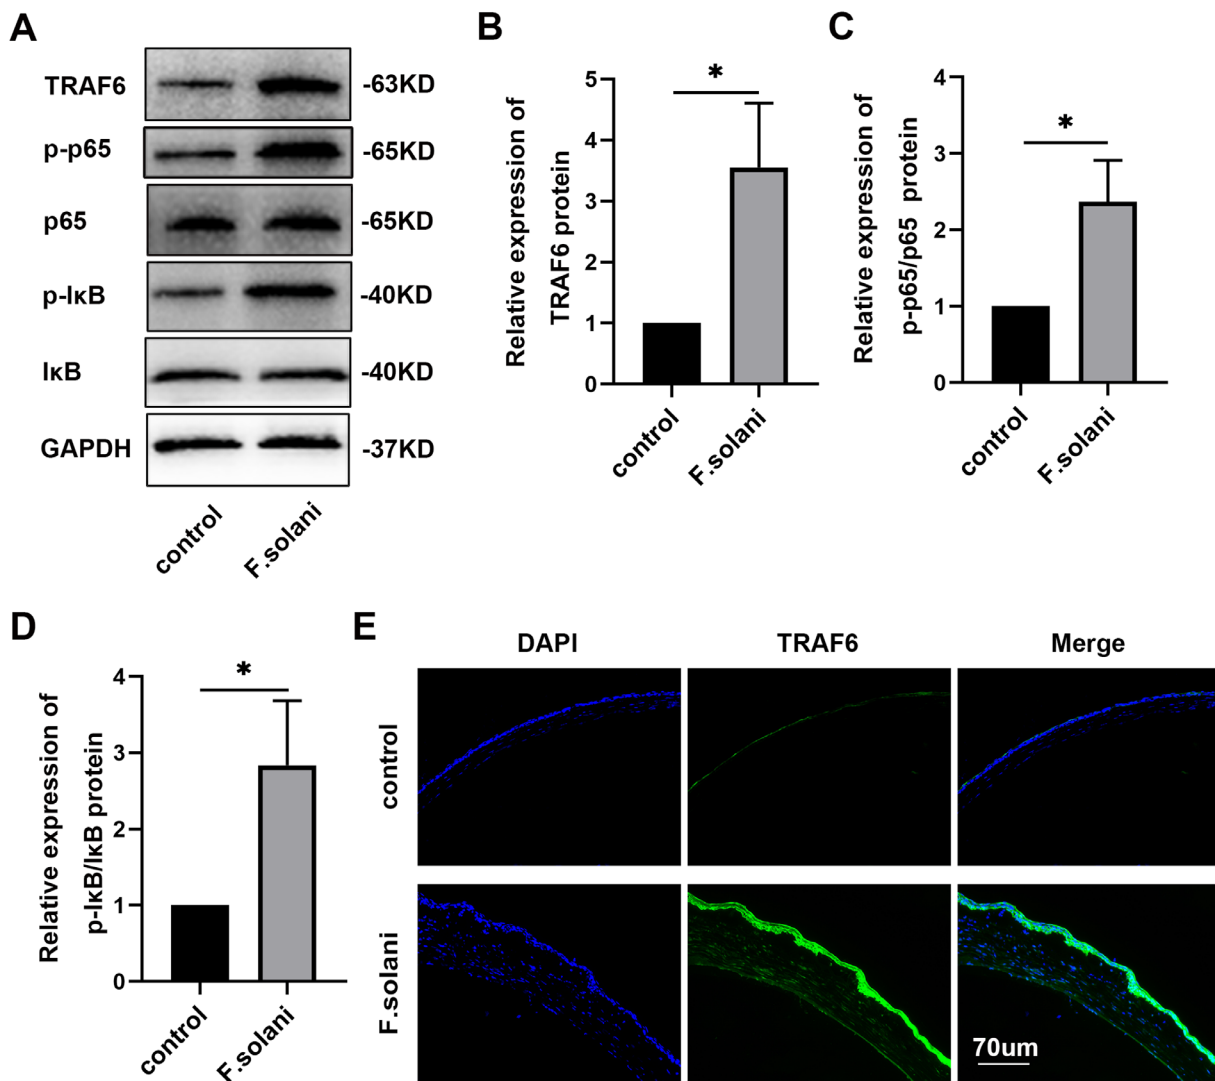 A
TRAF6 -63KD
p-p65 -65KD
p65 -65KD
p-IκB -40KD
IκB -40KD
GAPDH -37KD
control F.solani
B
Relative expression of
TRAF6 protein
5
4
3
2
1
0
*
control F.solani
C
Relative expression of
p-p65/p65 protein
4
3
2
1
0
*
control F.solani
D
Relative expression of
p-IκB/IκB protein
4
3
2
1
0
*
control F.solani
E
DAPI TRAF6 Merge
control
F.solani
70um